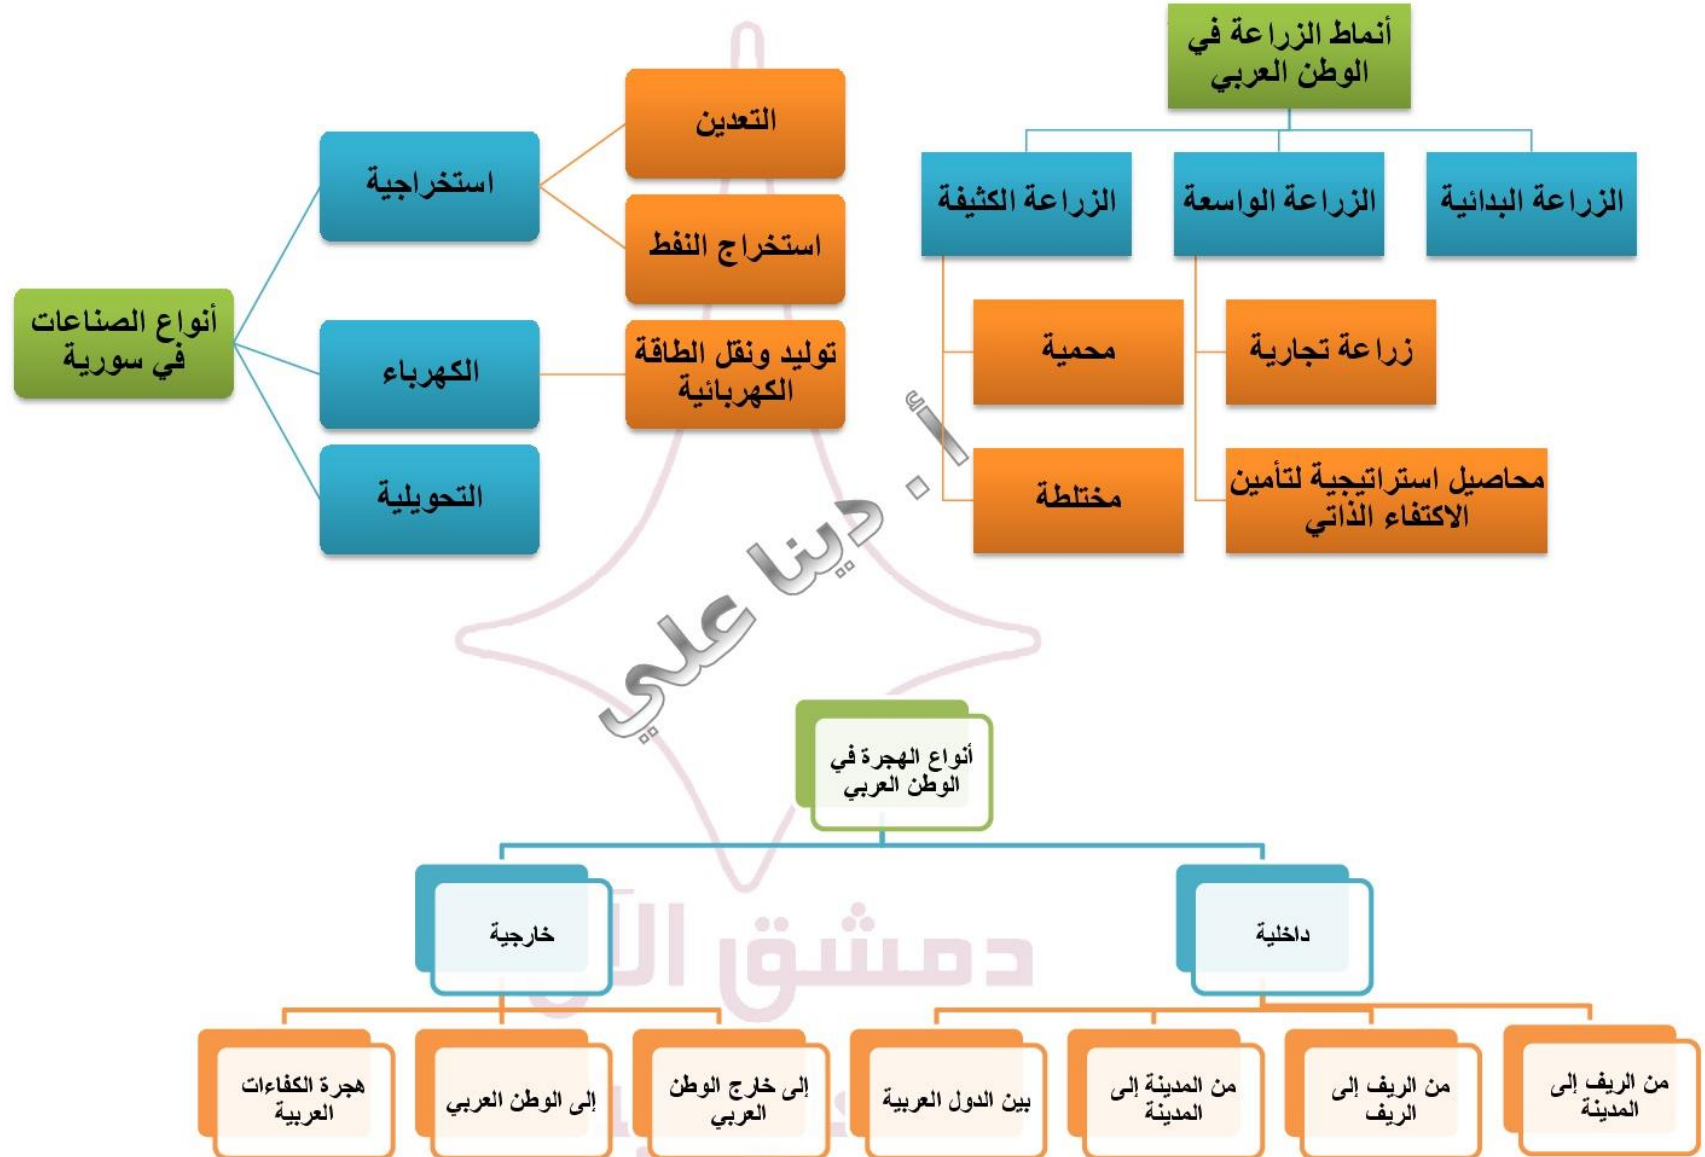 أنماط الزراعة في
الوطن العربي
الزراعة البدائية
الزراعة الواسعة
الزراعة الكثيفة
زراعة تجارية
محاصيل استراتيجية لتأمين
الاكتفاء الذاتي
محمية
مختلطة
أنواع الصناعات
في سورية
استخراجية
التعدين
استخراج النفط
الكهرباء
توليد ونقل الطاقة
الكهربائية
التحويلية
أ. دينا علي
أنواع الهجرة في
الوطن العربي
داخلية
من الريف إلى
المدينة
من الريف إلى
الريف
من المدينة إلى
المدينة
بين الدول العربية
خارجية
إلى خارج الوطن
العربي
إلى الوطن العربي
هجرة الكفاءات
العربية
دمشق الآن